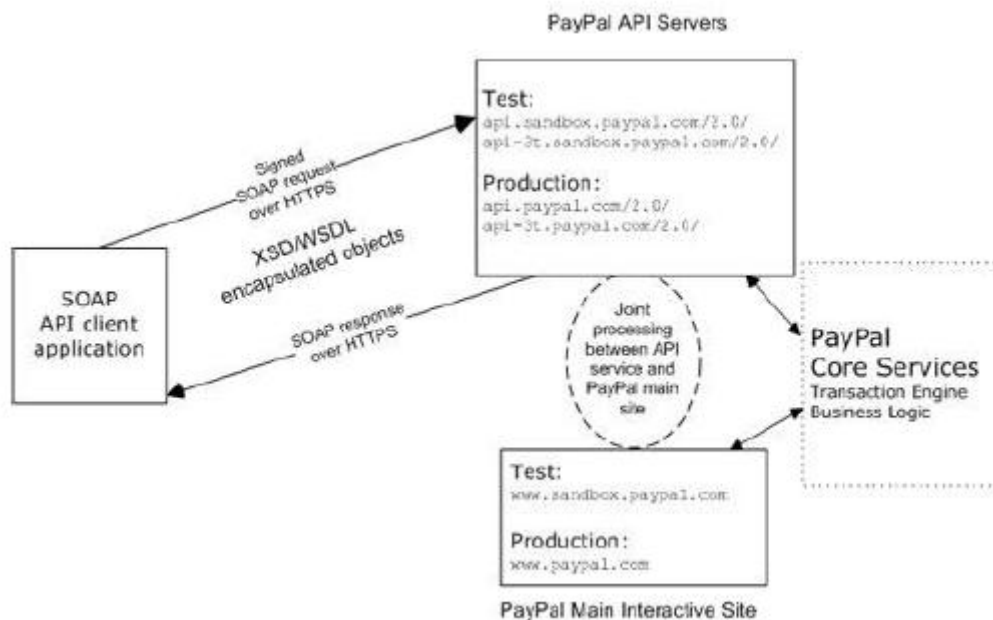 PayPal API Servers
Test:
api.sandbox.paypal.com/2.0/
api-3t.sandbox.paypal.com/2.0/
Production:
api.paypal.com/2.0/
api-3t.paypal.com/2.0/
Signed
SOAP request
over HTTPS
XSD/WSDL
encapsulated objects
SOAP
API client
application
SOAP response
over HTTPS
Joint
processing
between API
service and
PayPal main
site
PayPal
Core Services
Transaction Engine
Business Logic
Test:
www.sandbox.paypal.com
Production:
www.paypal.com
PayPal Main Interactive Site